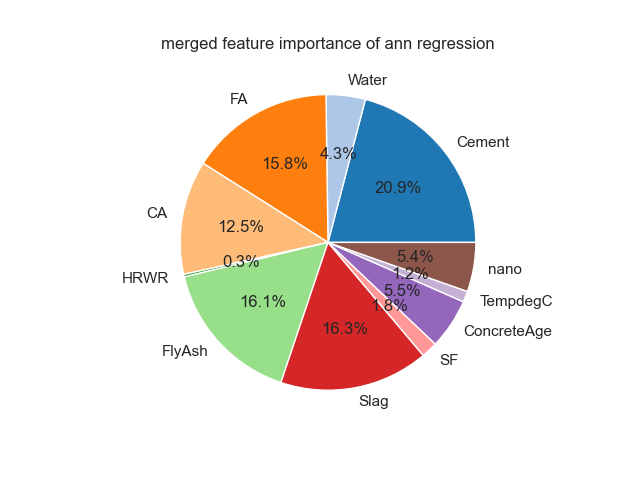 merged feature importance of ann regression
Water
FA
Cement
4.3%
15.8%
20.9%
CA
12.5%
5.4%
0.3%
nano
1.2%
HRWR
5.5%
TempdegC
16.1%
1.8%
16.3%
ConcreteAge
FlyAsh
SF
Slag